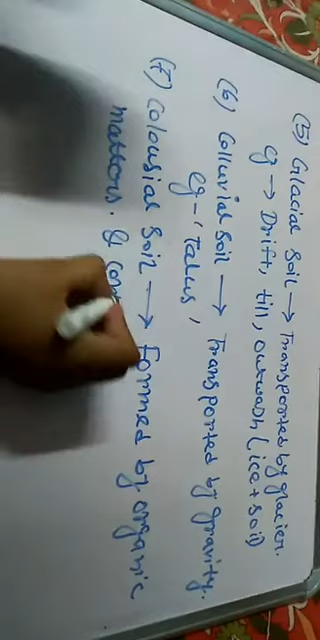 (5) Glacial Soil → Transported by glacier.
eg → Drift, till, outwash (ice + soil)
(6) Colluvial Soil → Transported by gravity.
eg - Talus,
(7) Colousial Soil → Formed by organic
matters. &